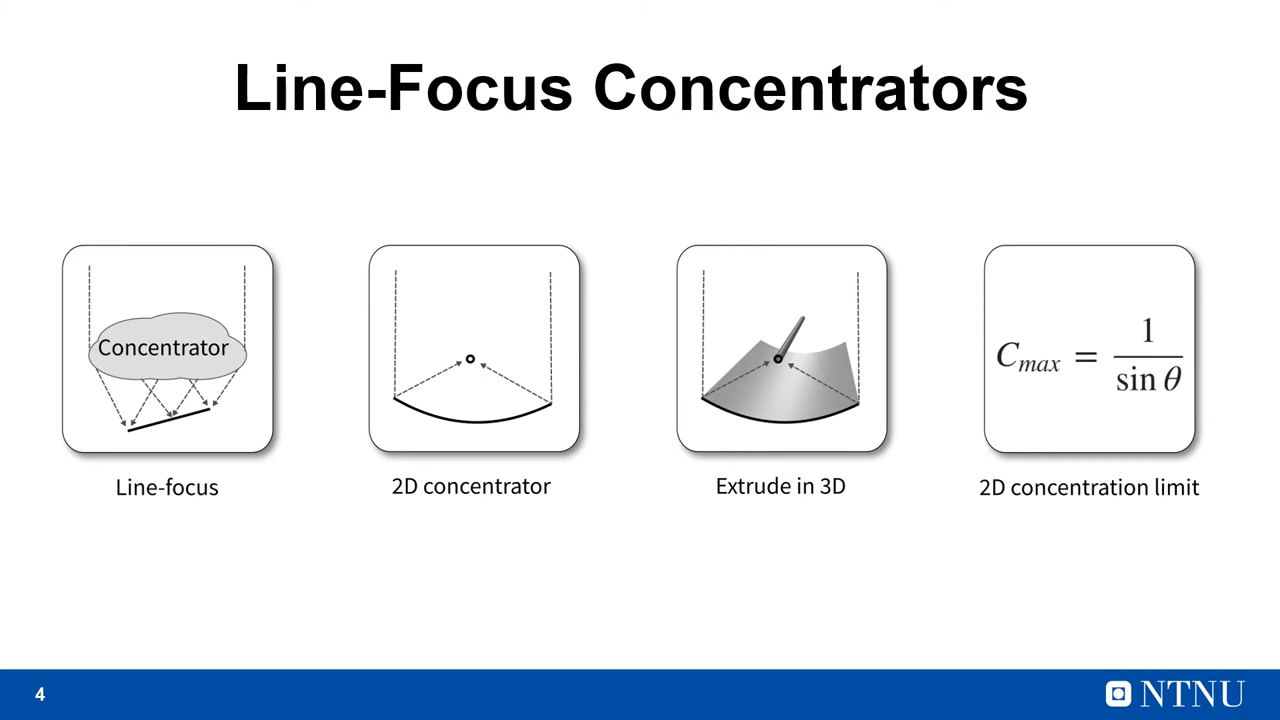 Line-Focus Concentrators
Concentrator
Line-focus
2D concentrator
Extrude in 3D
C_max = 1 / sin θ
2D concentration limit
4
NTNU